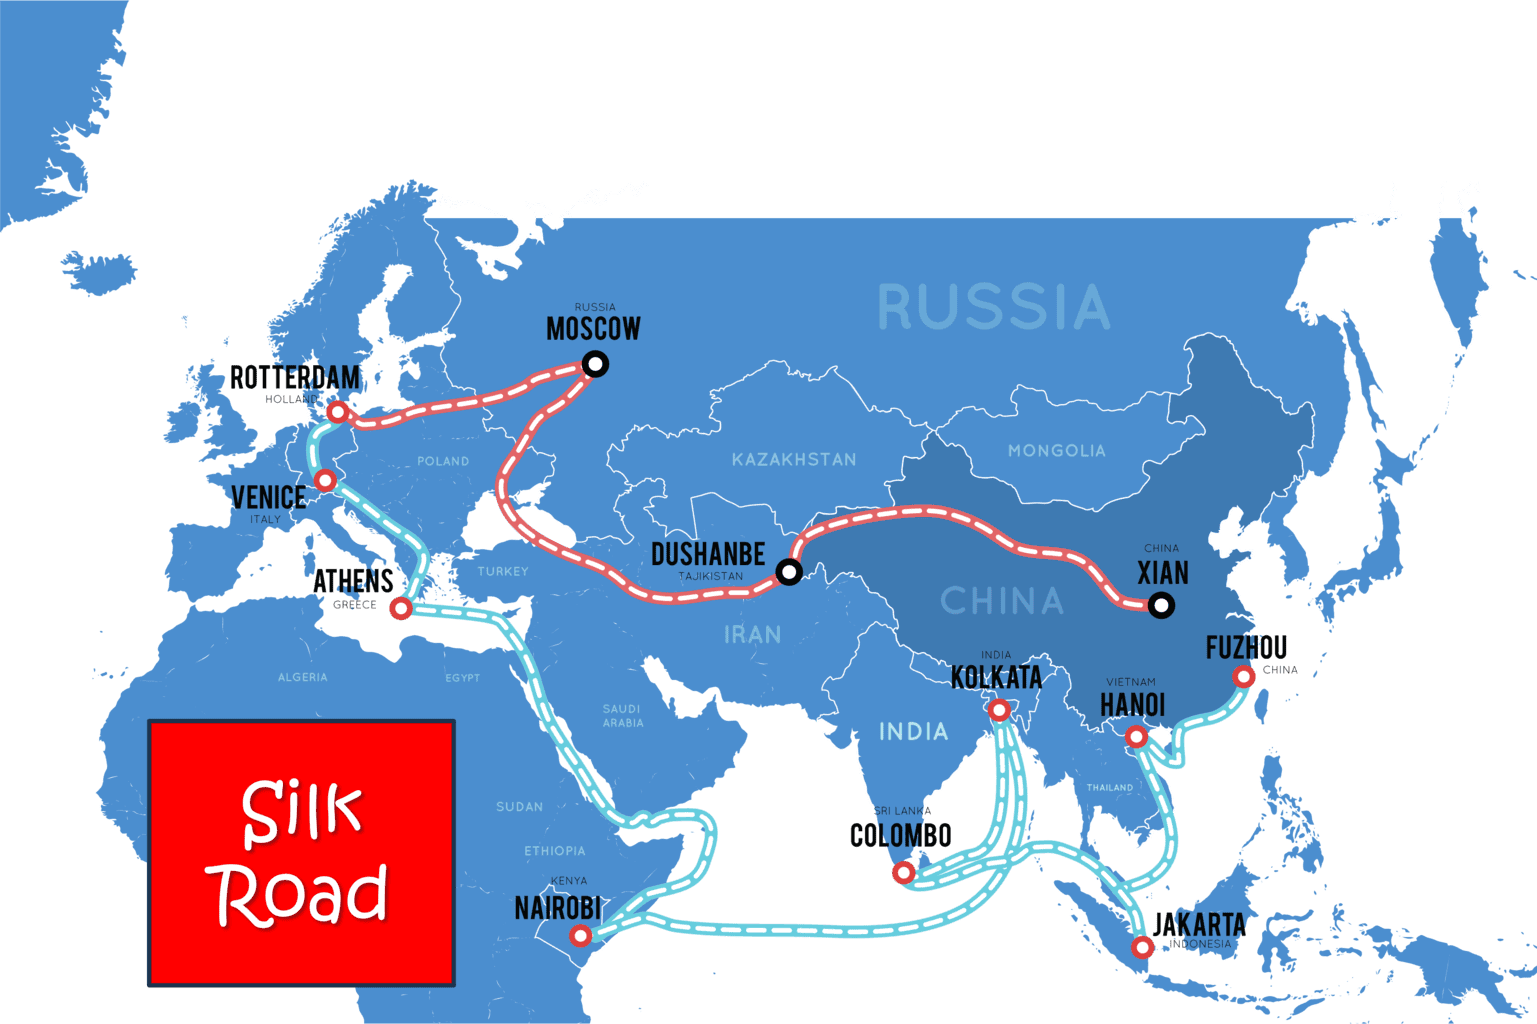 RUSSIA
RUSSIA
MOSCOW
ROTTERDAM
HOLLAND
POLAND
KAZAKHSTAN
MONGOLIA
VENICE
ITALY
DUSHANBE
TAJIKISTAN
CHINA
XIAN
TURKEY
ATHENS
GREECE
CHINA
IRAN
FUZHOU
CHINA
INDIA
KOLKATA
VIETNAM
HANOI
ALGERIA
EGYPT
SAUDI
ARABIA
INDIA
THAILAND
SUDAN
SRI LANKA
COLOMBO
ETHIOPIA
KENYA
NAIROBI
JAKARTA
INDONESIA
Silk
Road